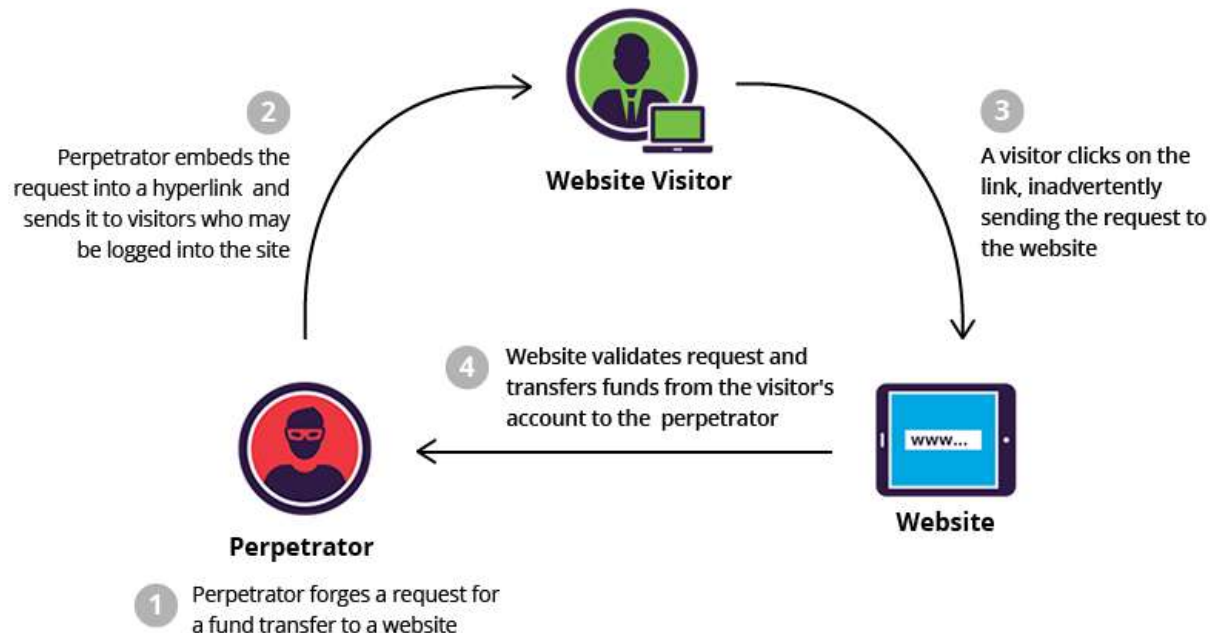 2
Perpetrator embeds the
request into a hyperlink and
sends it to visitors who may
be logged into the site
Website Visitor
3
A visitor clicks on the
link, inadvertently
sending the request to
the website
4
Website validates request and
transfers funds from the visitor's
account to the perpetrator
www...
Website
Perpetrator
1
Perpetrator forges a request for
a fund transfer to a website